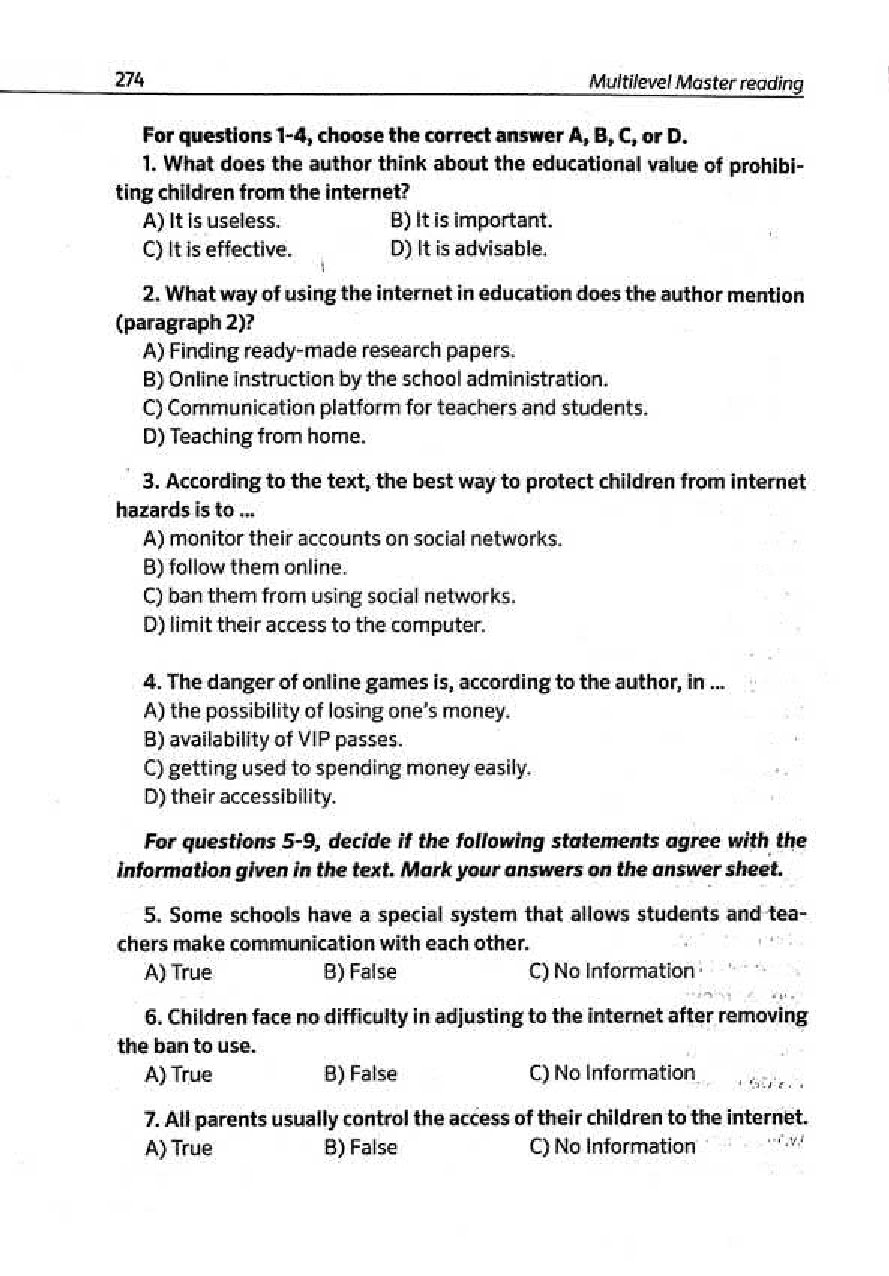 274
Multilevel Master reading
For questions 1-4, choose the correct answer A, B, C, or D.
1. What does the author think about the educational value of prohibi-
ting children from the internet?
A) It is useless. B) It is important.
C) It is effective. D) It is advisable.
2. What way of using the internet in education does the author mention
(paragraph 2)?
A) Finding ready-made research papers.
B) Online instruction by the school administration.
C) Communication platform for teachers and students.
D) Teaching from home.
3. According to the text, the best way to protect children from internet
hazards is to ...
A) monitor their accounts on social networks.
B) follow them online.
C) ban them from using social networks.
D) limit their access to the computer.
4. The danger of online games is, according to the author, in ...
A) the possibility of losing one's money.
B) availability of VIP passes.
C) getting used to spending money easily.
D) their accessibility.
For questions 5-9, decide if the following statements agree with the
information given in the text. Mark your answers on the answer sheet.
5. Some schools have a special system that allows students and tea-
chers make communication with each other.
A) True B) False C) No Information
6. Children face no difficulty in adjusting to the internet after removing
the ban to use.
A) True B) False C) No Information
7. All parents usually control the access of their children to the internet.
A) True B) False C) No Information